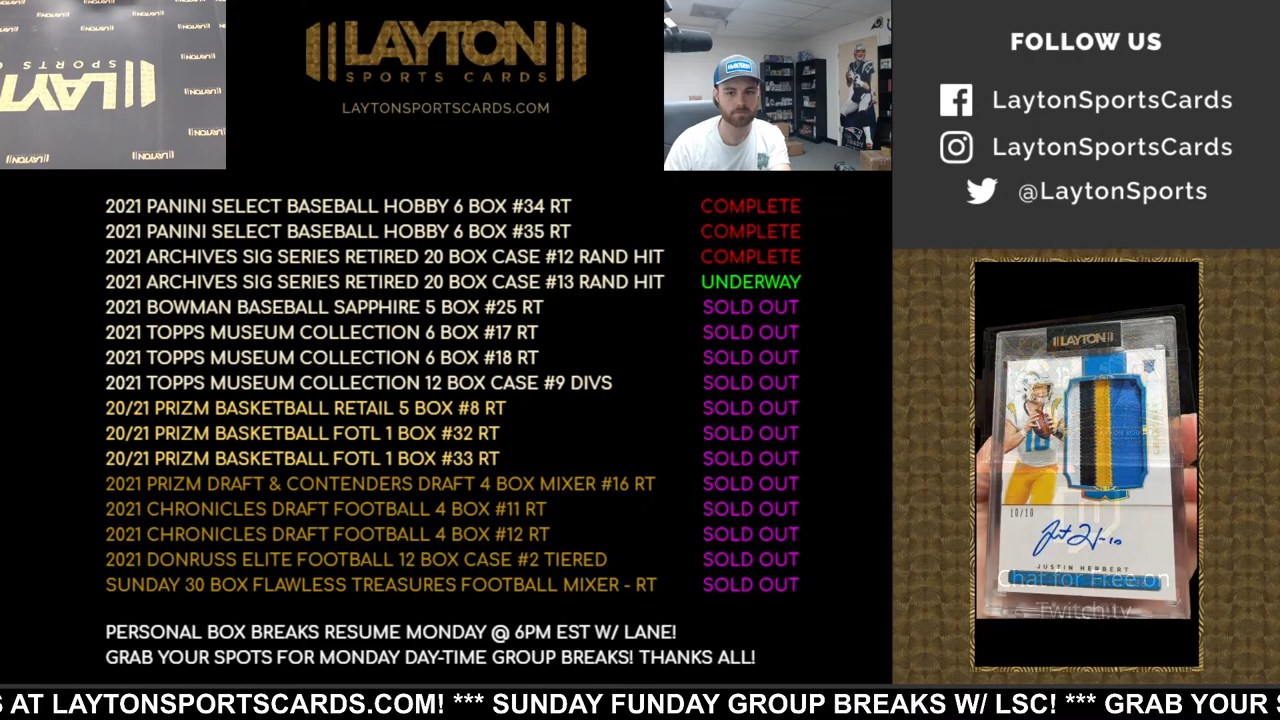 LAYTON
SPORTS CARDS
LAYTONSPORTSCARDS.COM
FOLLOW US
LaytonSportsCards
LaytonSportsCards
@LaytonSports
2021 PANINI SELECT BASEBALL HOBBY 6 BOX #34 RT COMPLETE
2021 PANINI SELECT BASEBALL HOBBY 6 BOX #35 RT COMPLETE
2021 ARCHIVES SIG SERIES RETIRED 20 BOX CASE #12 RAND HIT COMPLETE
2021 ARCHIVES SIG SERIES RETIRED 20 BOX CASE #13 RAND HIT UNDERWAY
2021 BOWMAN BASEBALL SAPPHIRE 5 BOX #25 RT SOLD OUT
2021 TOPPS MUSEUM COLLECTION 6 BOX #17 RT SOLD OUT
2021 TOPPS MUSEUM COLLECTION 6 BOX #18 RT SOLD OUT
2021 TOPPS MUSEUM COLLECTION 12 BOX CASE #9 DIVS SOLD OUT
20/21 PRIZM BASKETBALL RETAIL 5 BOX #8 RT SOLD OUT
20/21 PRIZM BASKETBALL FOTL 1 BOX #32 RT SOLD OUT
20/21 PRIZM BASKETBALL FOTL 1 BOX #33 RT SOLD OUT
2021 PRIZM DRAFT & CONTENDERS DRAFT 4 BOX MIXER #16 RT SOLD OUT
2021 CHRONICLES DRAFT FOOTBALL 4 BOX #11 RT SOLD OUT
2021 CHRONICLES DRAFT FOOTBALL 4 BOX #12 RT SOLD OUT
2021 DONRUSS ELITE FOOTBALL 12 BOX CASE #2 TIERED SOLD OUT
SUNDAY 30 BOX FLAWLESS TREASURES FOOTBALL MIXER - RT SOLD OUT
PERSONAL BOX BREAKS RESUME MONDAY @ 6PM EST W/ LANE!
GRAB YOUR SPOTS FOR MONDAY DAY-TIME GROUP BREAKS! THANKS ALL!
LAYTON
10/10
JUSTIN HERBERT
Chat for Free on
Twitch.tv
S AT LAYTONSPORTSCARDS.COM! *** SUNDAY FUNDAY GROUP BREAKS W/ LSC! *** GRAB YOUR S